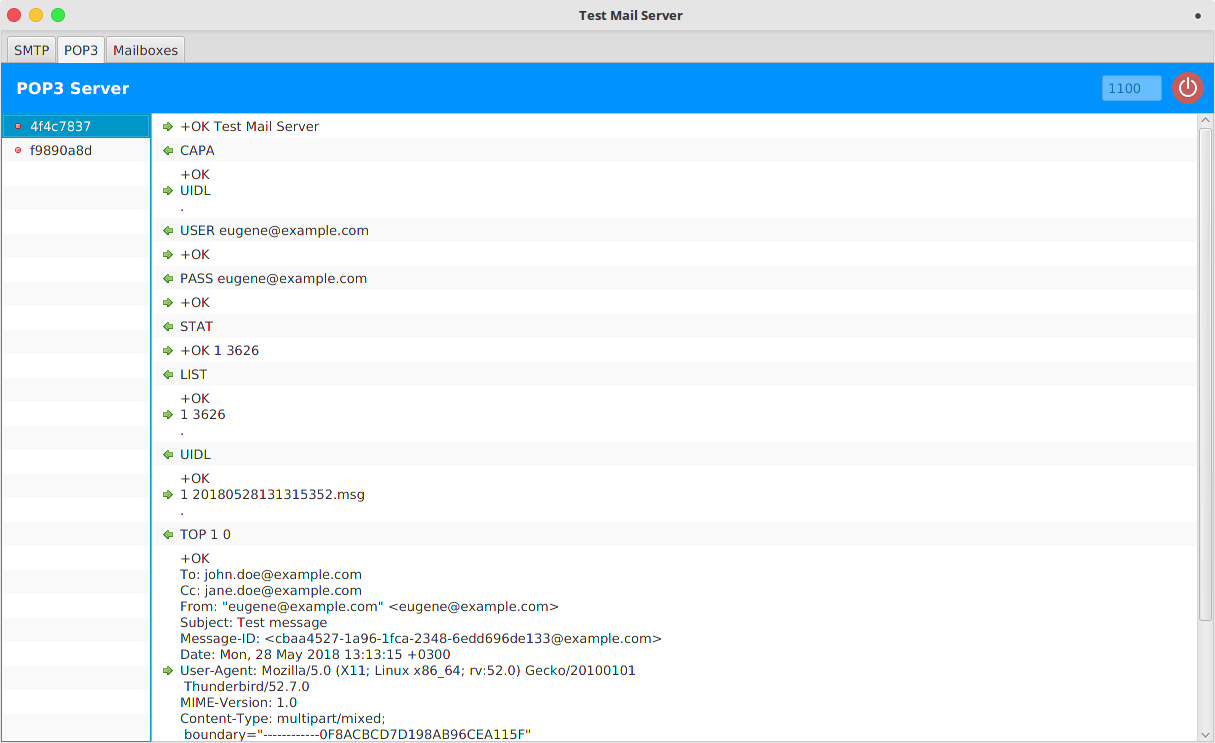 Test Mail Server
SMTP
POP3
Mailboxes
POP3 Server
1100
4f4c7837
f9890a8d
+OK Test Mail Server
CAPA
+OK
UIDL
.
USER eugene@example.com
+OK
PASS eugene@example.com
+OK
STAT
+OK 1 3626
LIST
+OK
1 3626
.
UIDL
+OK
1 20180528131315352.msg
.
TOP 1 0
+OK
To: john.doe@example.com
Cc: jane.doe@example.com
From: "eugene@example.com" <eugene@example.com>
Subject: Test message
Message-ID: <cbaa4527-1a96-1fca-2348-6edd696de133@example.com>
Date: Mon, 28 May 2018 13:13:15 +0300
User-Agent: Mozilla/5.0 (X11; Linux x86_64; rv:52.0) Gecko/20100101
Thunderbird/52.7.0
MIME-Version: 1.0
Content-Type: multipart/mixed;
boundary="------------0F8ACBCD7D198AB96CEA115F"